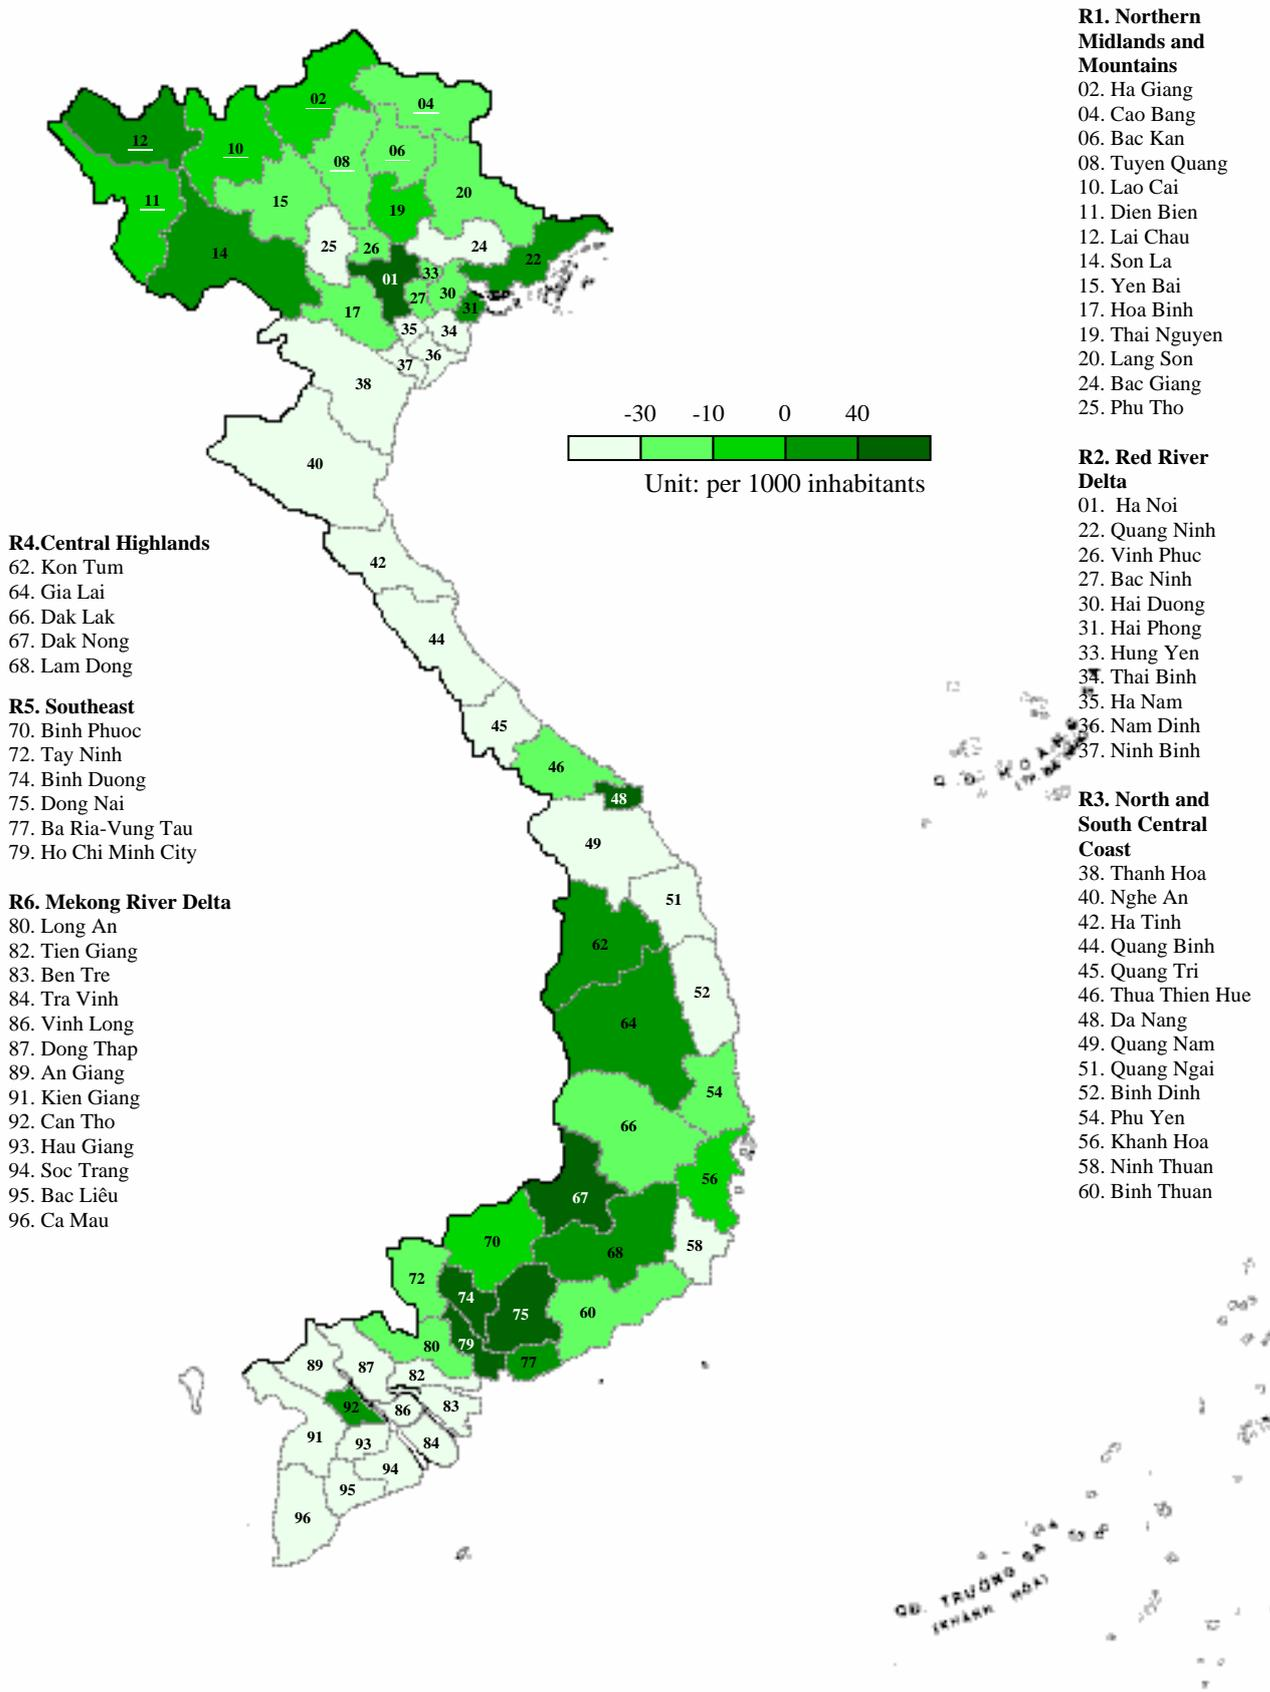 R1. Northern
Midlands and
Mountains
02. Ha Giang
04. Cao Bang
06. Bac Kan
08. Tuyen Quang
10. Lao Cai
11. Dien Bien
12. Lai Chau
14. Son La
15. Yen Bai
17. Hoa Binh
19. Thai Nguyen
20. Lang Son
24. Bac Giang
25. Phu Tho
R2. Red River
Delta
01. Ha Noi
22. Quang Ninh
26. Vinh Phuc
27. Bac Ninh
30. Hai Duong
31. Hai Phong
33. Hung Yen
34. Thai Binh
35. Ha Nam
36. Nam Dinh
37. Ninh Binh
R3. North and
South Central
Coast
38. Thanh Hoa
40. Nghe An
42. Ha Tinh
44. Quang Binh
45. Quang Tri
46. Thua Thien Hue
48. Da Nang
49. Quang Nam
51. Quang Ngai
52. Binh Dinh
54. Phu Yen
56. Khanh Hoa
58. Ninh Thuan
60. Binh Thuan
R4.Central Highlands
62. Kon Tum
64. Gia Lai
66. Dak Lak
67. Dak Nong
68. Lam Dong
R5. Southeast
70. Binh Phuoc
72. Tay Ninh
74. Binh Duong
75. Dong Nai
77. Ba Ria-Vung Tau
79. Ho Chi Minh City
R6. Mekong River Delta
80. Long An
82. Tien Giang
83. Ben Tre
84. Tra Vinh
86. Vinh Long
87. Dong Thap
89. An Giang
91. Kien Giang
92. Can Tho
93. Hau Giang
94. Soc Trang
95. Bac Liêu
96. Ca Mau
-30 -10 0 40
Unit: per 1000 inhabitants
02
04
12
10
08
06
11
15
20
19
14
25
26
24
22
01
33
27
30
31
17
35
34
37
36
38
40
42
44
45
46
48
49
51
62
52
64
54
66
56
67
70
68
58
72
74
75
60
80
79
77
89
87
82
92
86
83
91
93
84
94
95
96
QĐ. TRƯỜNG SA
(KHÁNH HÒA)